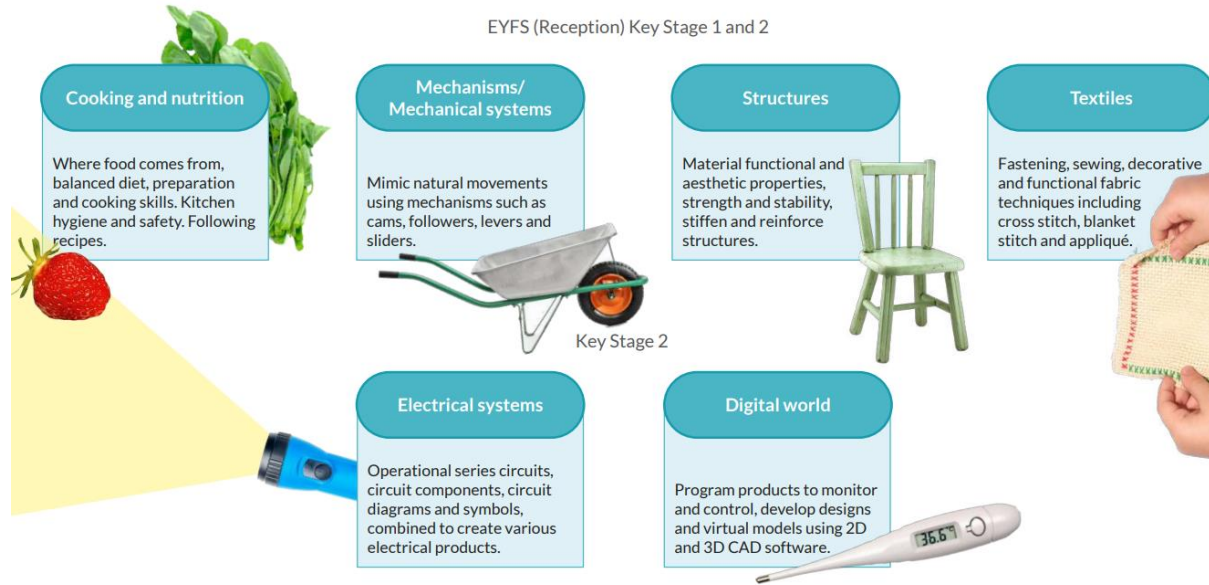 EYFS (Reception) Key Stage 1 and 2
Cooking and nutrition
Where food comes from,
balanced diet, preparation
and cooking skills. Kitchen
hygiene and safety. Following
recipes.
Mechanisms/
Mechanical systems
Mimic natural movements
using mechanisms such as
cams, followers, levers and
sliders.
Structures
Material functional and
aesthetic properties,
strength and stability,
stiffen and reinforce
structures.
Textiles
Fastening, sewing, decorative
and functional fabric
techniques including
cross stitch, blanket
stitch and appliqué.
Key Stage 2
Electrical systems
Operational series circuits,
circuit components, circuit
diagrams and symbols,
combined to create various
electrical products.
Digital world
Program products to monitor
and control, develop designs
and virtual models using 2D
and 3D CAD software.
36.6°